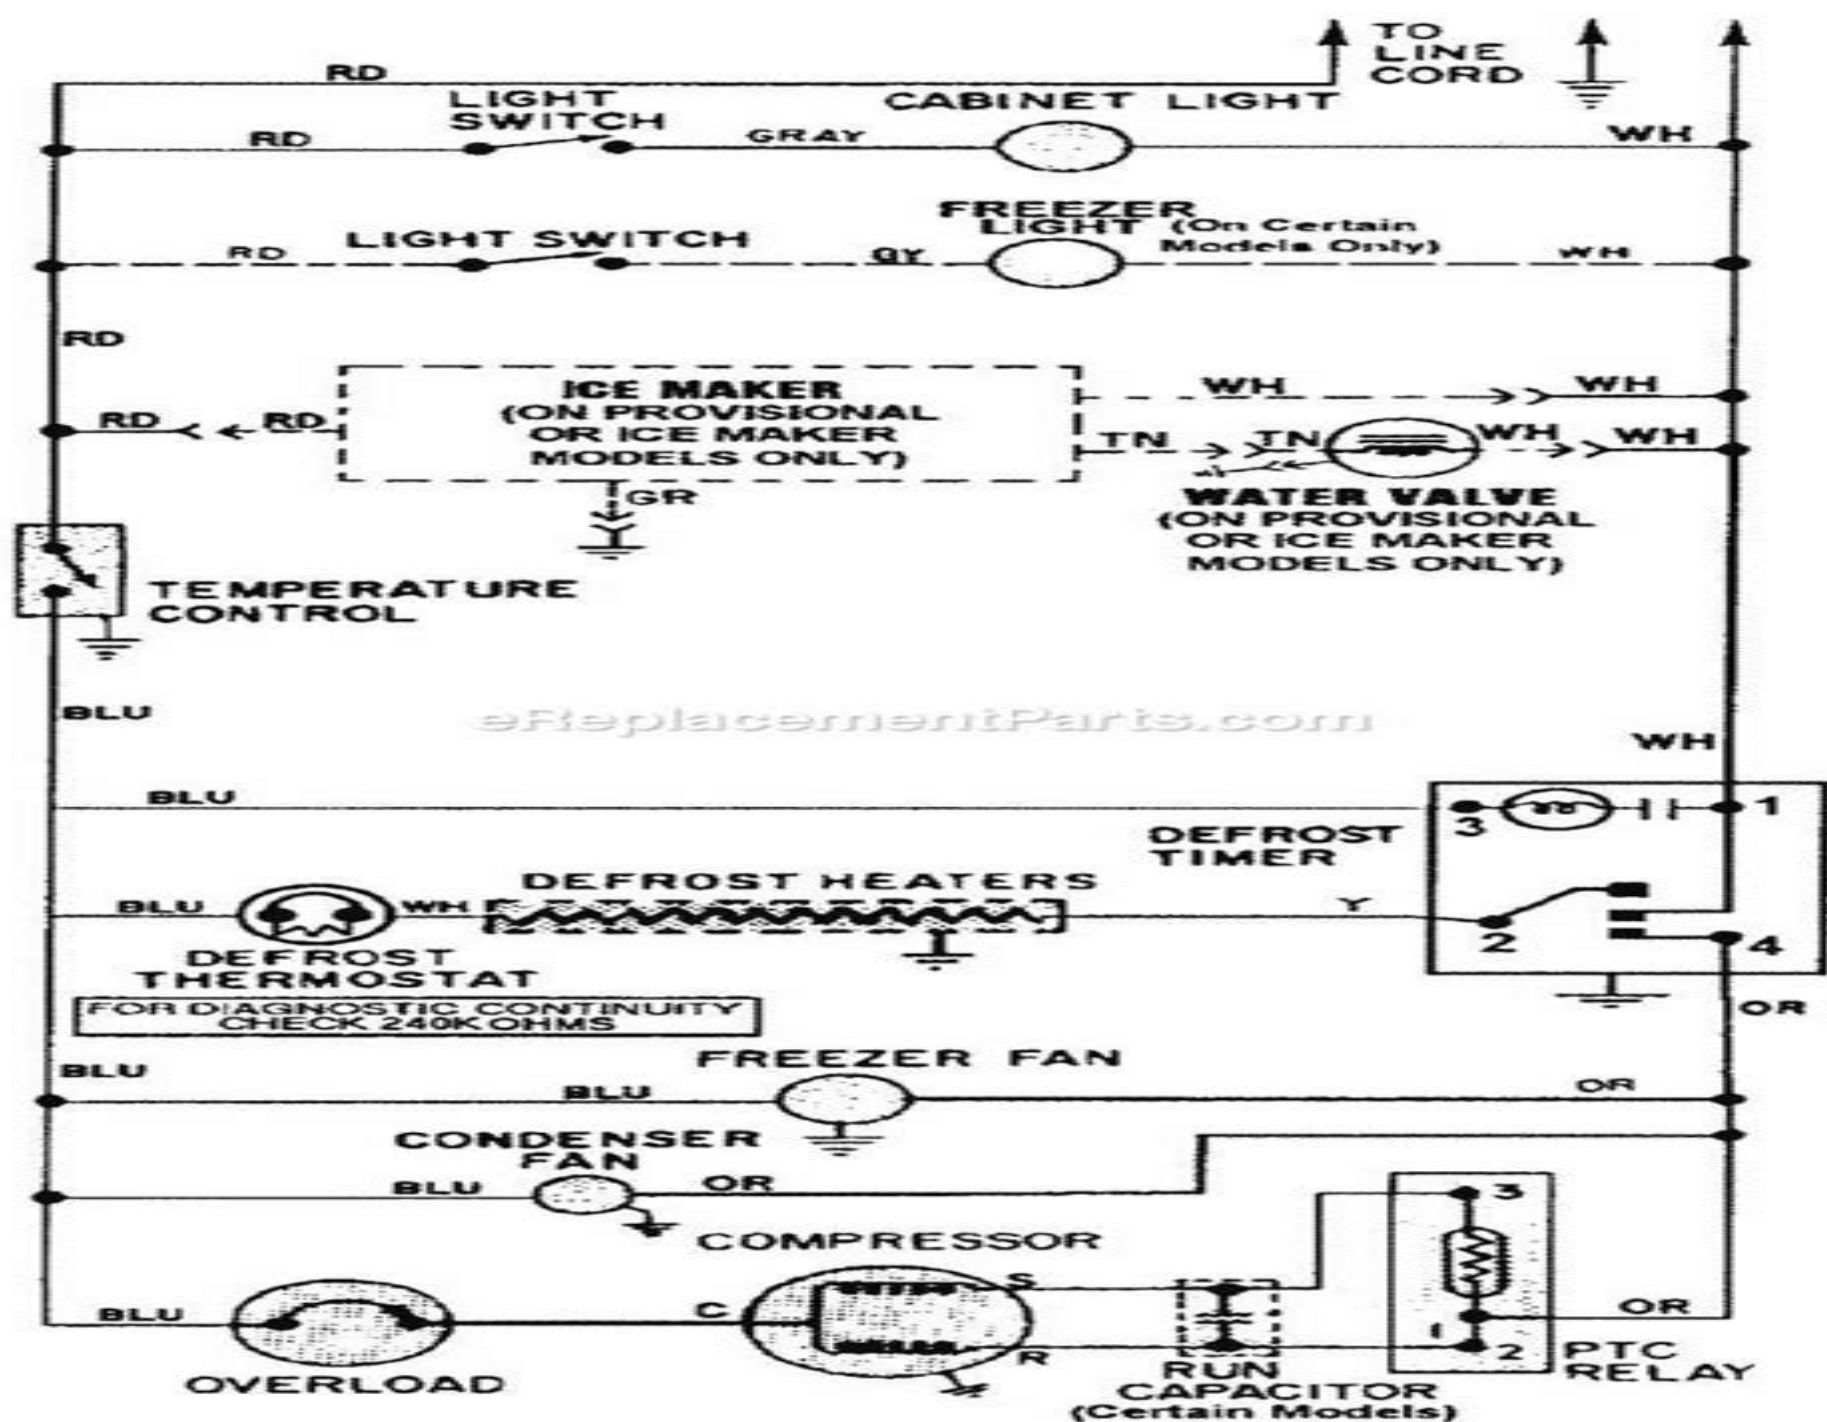 TO
LINE
CORD
RD
LIGHT
SWITCH
CABINET LIGHT
RD
GRAY
WH
FREEZER
LIGHT (On Certain
Models Only)
LIGHT SWITCH
RD
GY
WH
RD
ICE MAKER
(ON PROVISIONAL
OR ICE MAKER
MODELS ONLY)
WH
WH
RD
RD
TN
TN
WH
WH
GR
WATER VALVE
(ON PROVISIONAL
OR ICE MAKER
MODELS ONLY)
TEMPERATURE
CONTROL
BLU
eReplacementParts.com
WH
BLU
3
1
DEFROST
TIMER
DEFROST HEATERS
BLU
WH
Y
2
4
DEFROST
THERMOSTAT
FOR DIAGNOSTIC CONTINUITY
CHECK 240K OHMS
OR
FREEZER FAN
BLU
BLU
OR
CONDENSER
FAN
BLU
OR
3
COMPRESSOR
S
BLU
C
OR
1
R
2
PTC
RELAY
OVERLOAD
RUN
CAPACITOR
(Certain Models)